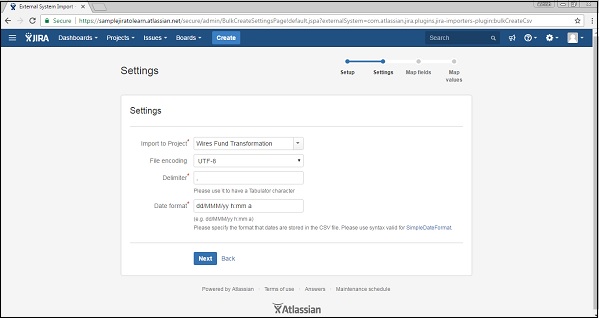 External System Import
Secure | https://samplejiratolearn.atlassian.net/secure/admin/BulkCreateSettingsPage!default.jspa?externalSystem=com.atlassian.jira.plugins.jira-importers-plugin:bulkCreateCsv
JIRA Dashboards Projects Issues Boards Create Search
Settings
Setup Settings Map fields Map values
Settings
Import to Project* Wires Fund Transformation
File encoding UTF-8
Delimiter* ,
Please use \t to have a Tabulator character
Date format* dd/MMM/yy h:mm a
(e.g. dd/MMM/yy h:mm a)
Please specify the format that dates are stored in the CSV file. Please use syntax valid for SimpleDateFormat.
Next Back
Powered by Atlassian · Terms of use · Answers · Maintenance schedule
Atlassian